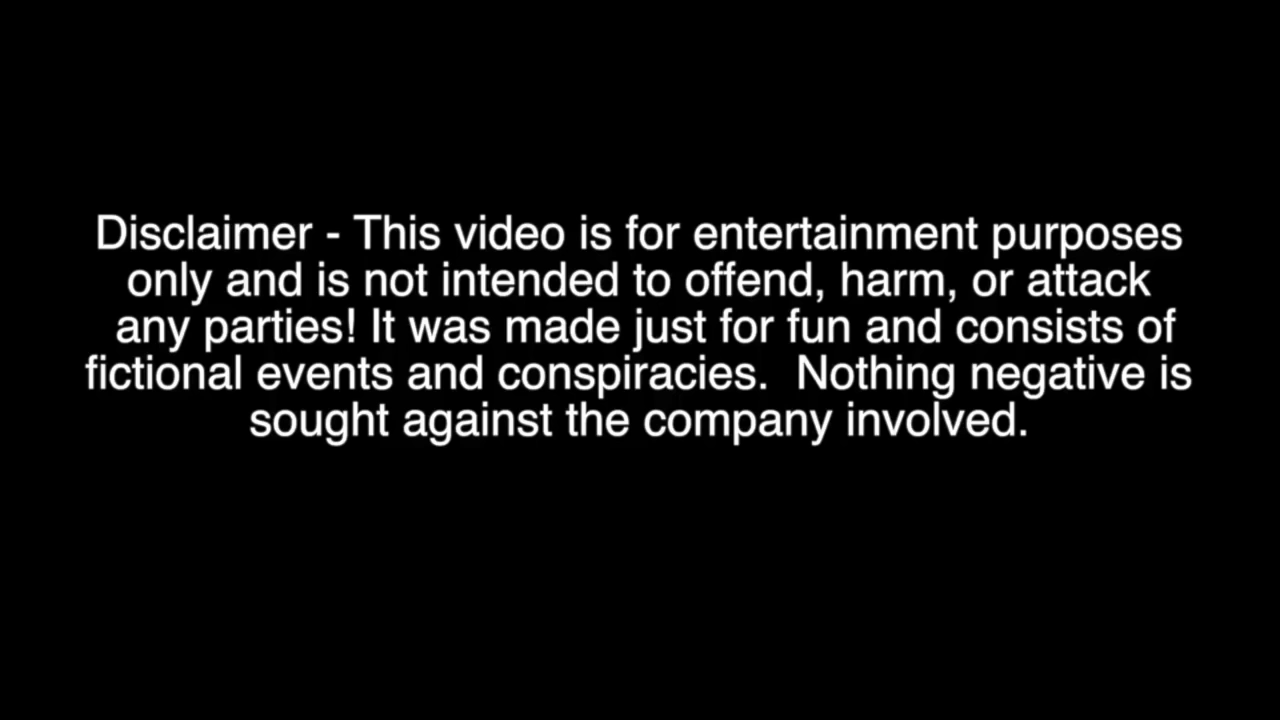 Disclaimer - This video is for entertainment purposes
only and is not intended to offend, harm, or attack
any parties! It was made just for fun and consists of
fictional events and conspiracies.  Nothing negative is
sought against the company involved.